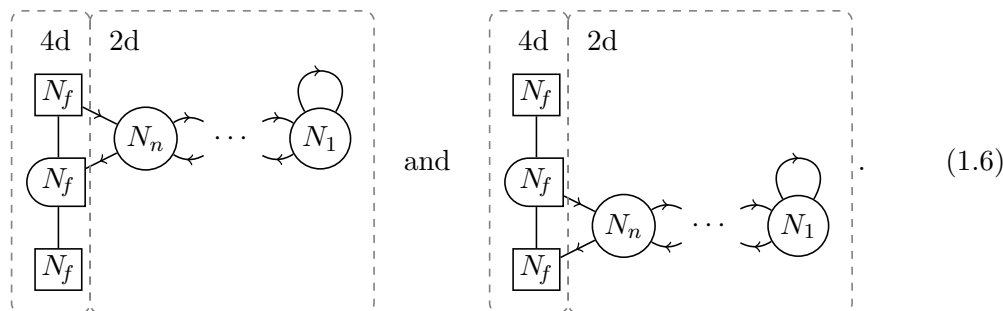 4d 2d 4d 2d
N_f N_f
N_n ... N_1
N_f and N_f . (1.6)
N_n ... N_1
N_f N_f